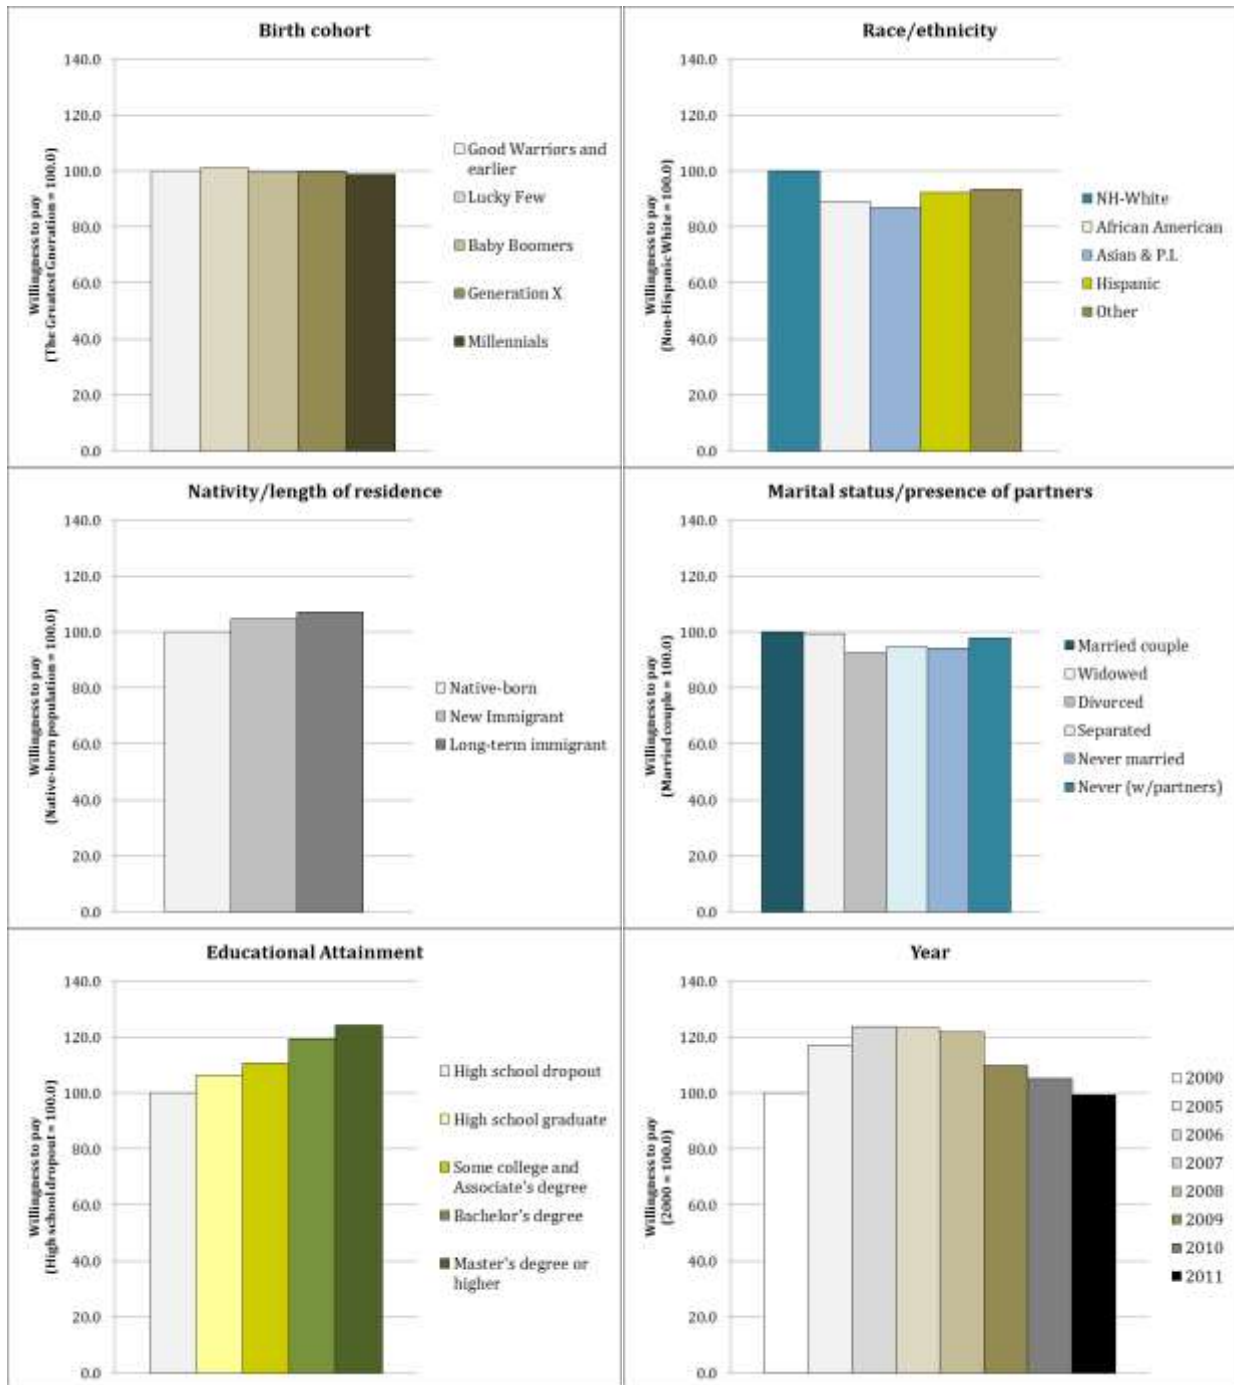 Birth cohort
140.0
120.0
100.0
80.0
60.0
40.0
20.0
0.0
Willingness to pay
(The Greatest Gneration = 100.0)
Good Warriors and
earlier
Lucky Few
Baby Boomers
Generation X
Millennials
Race/ethnicity
140.0
120.0
100.0
80.0
60.0
40.0
20.0
0.0
Willingness to pay
(Non-Hispanic White = 100.0)
NH-White
African American
Asian & P.I.
Hispanic
Other
Nativity/length of residence
140.0
120.0
100.0
80.0
60.0
40.0
20.0
0.0
Willingness to pay
(Native-born population = 100.0)
Native-born
New Immigrant
Long-term immigrant
Marital status/presence of partners
140.0
120.0
100.0
80.0
60.0
40.0
20.0
0.0
Willingness to pay
(Married couple = 100.0)
Married couple
Widowed
Divorced
Separated
Never married
Never (w/partners)
Educational Attainment
140.0
120.0
100.0
80.0
60.0
40.0
20.0
0.0
Willingness to pay
(High school dropout = 100.0)
High school dropout
High school graduate
Some college and
Associate's degree
Bachelor's degree
Master's degree or
higher
Year
140.0
120.0
100.0
80.0
60.0
40.0
20.0
0.0
Willingness to pay
(2000 = 100.0)
2000
2005
2006
2007
2008
2009
2010
2011